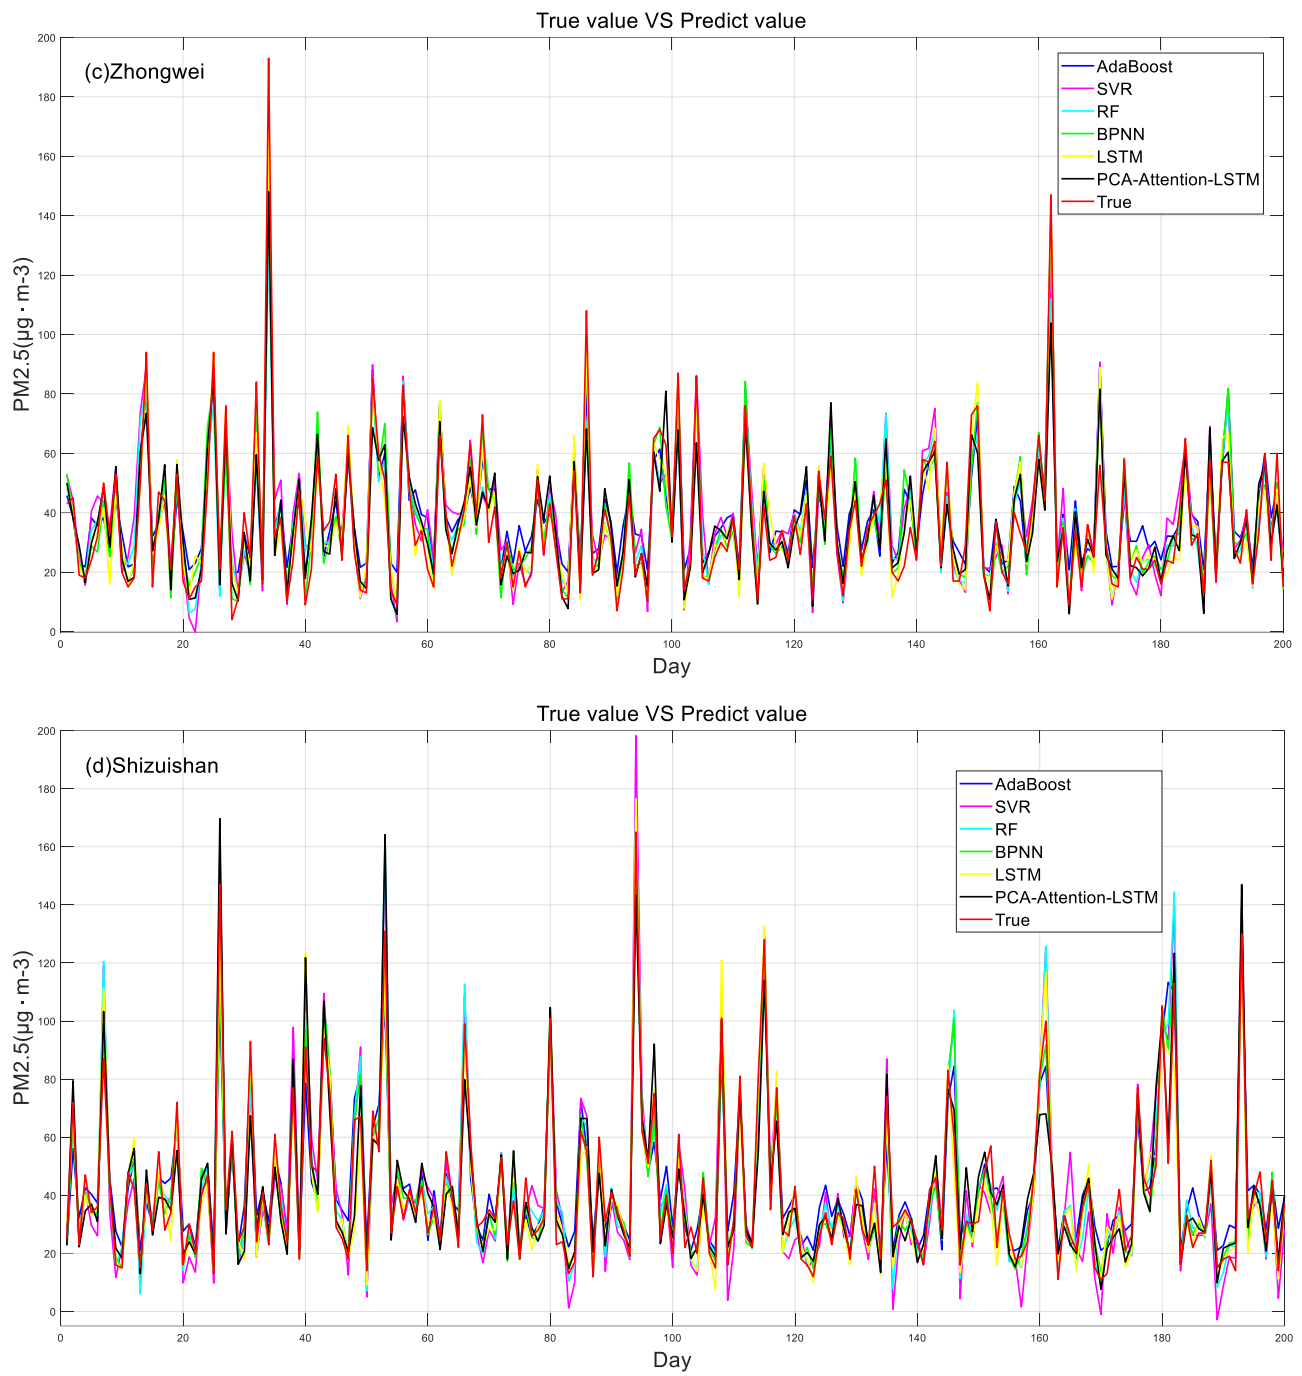 True value VS Predict value
(c)Zhongwei
AdaBoost
SVR
RF
BPNN
LSTM
PCA-Attention-LSTM
True
PM2.5(μg·m-3)
200
180
160
140
120
100
80
60
40
20
0
0 20 40 60 80 100 120 140 160 180 200
Day
True value VS Predict value
(d)Shizuishan
AdaBoost
SVR
RF
BPNN
LSTM
PCA-Attention-LSTM
True
PM2.5(μg·m-3)
200
180
160
140
120
100
80
60
40
20
0
0 20 40 60 80 100 120 140 160 180 200
Day